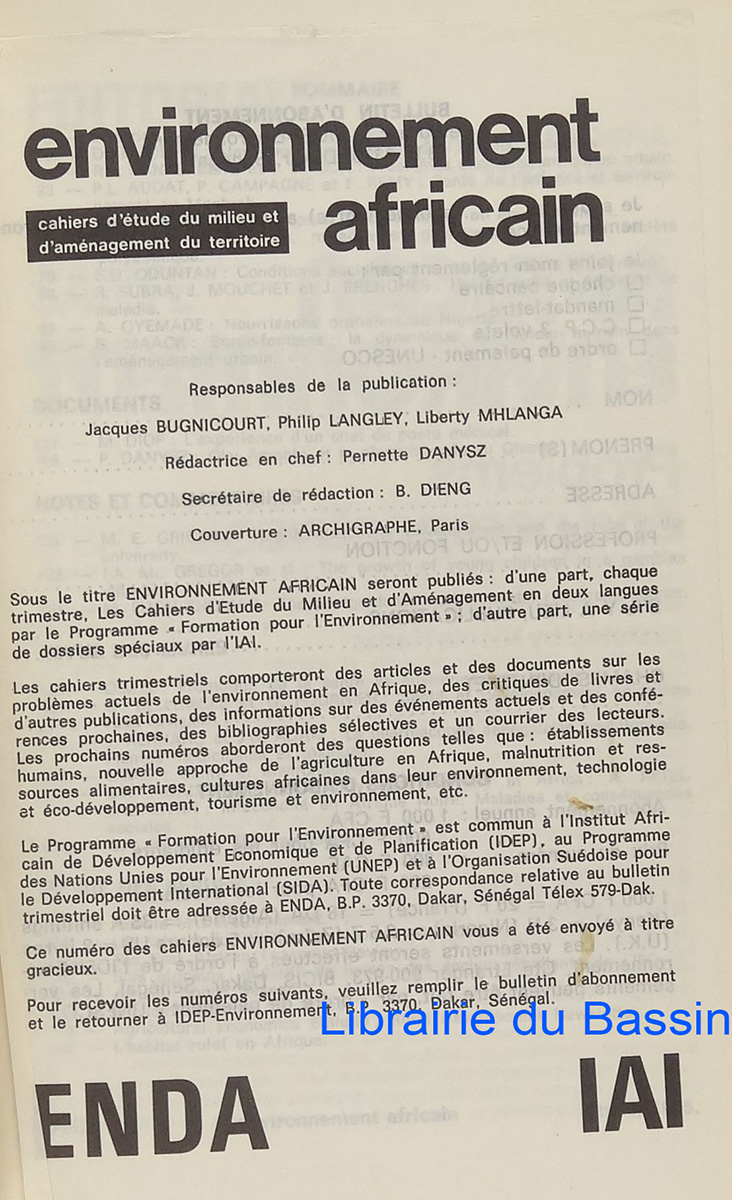 environnement
cahiers d'étude du milieu et
d'aménagement du territoire
africain
Responsables de la publication :
Jacques BUGNICOURT, Philip LANGLEY, Liberty MHLANGA
Rédactrice en chef : Pernette DANYSZ
Secrétaire de rédaction : B. DIENG
Couverture : ARCHIGRAPHE, Paris
Sous le titre ENVIRONNEMENT AFRICAIN seront publiés : d'une part, chaque
trimestre, Les Cahiers d'Etude du Milieu et d'Aménagement en deux langues
par le Programme « Formation pour l'Environnement » ; d'autre part, une série
de dossiers spéciaux par l'IAI.
Les cahiers trimestriels comporteront des articles et des documents sur les
problèmes actuels de l'environnement en Afrique, des critiques de livres et
d'autres publications, des informations sur des événements actuels et des confé-
rences prochaines, des bibliographies sélectives et un courrier des lecteurs.
Les prochains numéros aborderont des questions telles que : établissements
humains, nouvelle approche de l'agriculture en Afrique, malnutrition et res-
sources alimentaires, cultures africaines dans leur environnement, technologie
et éco-développement, tourisme et environnement, etc.
Le Programme « Formation pour l'Environnement » est commun à l'Institut Afri-
cain de Développement Economique et de Planification (IDEP), au Programme
des Nations Unies pour l'Environnement (UNEP) et à l'Organisation Suédoise pour
le Développement International (SIDA). Toute correspondance relative au bulletin
trimestriel doit être adressée à ENDA, B.P. 3370, Dakar, Sénégal Télex 579-Dak.
Ce numéro des cahiers ENVIRONNEMENT AFRICAIN vous a été envoyé à titre
gracieux.
Pour recevoir les numéros suivants, veuillez remplir le bulletin d'abonnement
et le retourner à IDEP-Environnement, B.P. 3370, Dakar, Sénégal.
Librairie du Bassin
ENDA
IAI